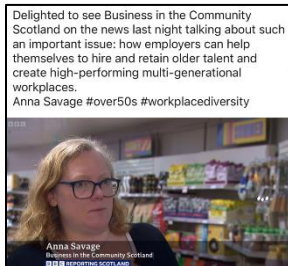 Delighted to see Business in the Community
Scotland on the news last night talking about such
an important issue: how employers can help
themselves to hire and retain older talent and
create high-performing multi-generational
workplaces.
Anna Savage #over50s #workplacediversity
BBC
Anna Savage
Business in the Community Scotland
BBC REPORTING SCOTLAND